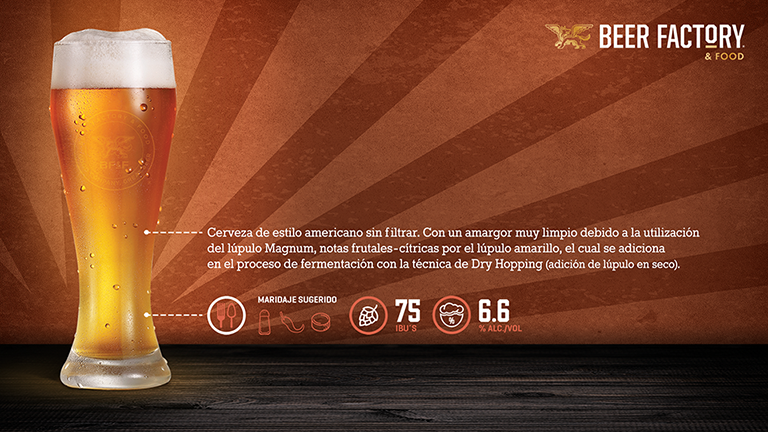 BEER FACTORY
& FOOD
BF&F
Cerveza de estilo americano sin filtrar. Con un amargor muy limpio debido a la utilización
del lúpulo Magnum, notas frutales-cítricas por el lúpulo amarillo, el cual se adiciona
en el proceso de fermentación con la técnica de Dry Hopping (adición de lúpulo en seco).
MARIDAJE SUGERIDO
75
IBU'S
%
6.6
% ALC./VOL